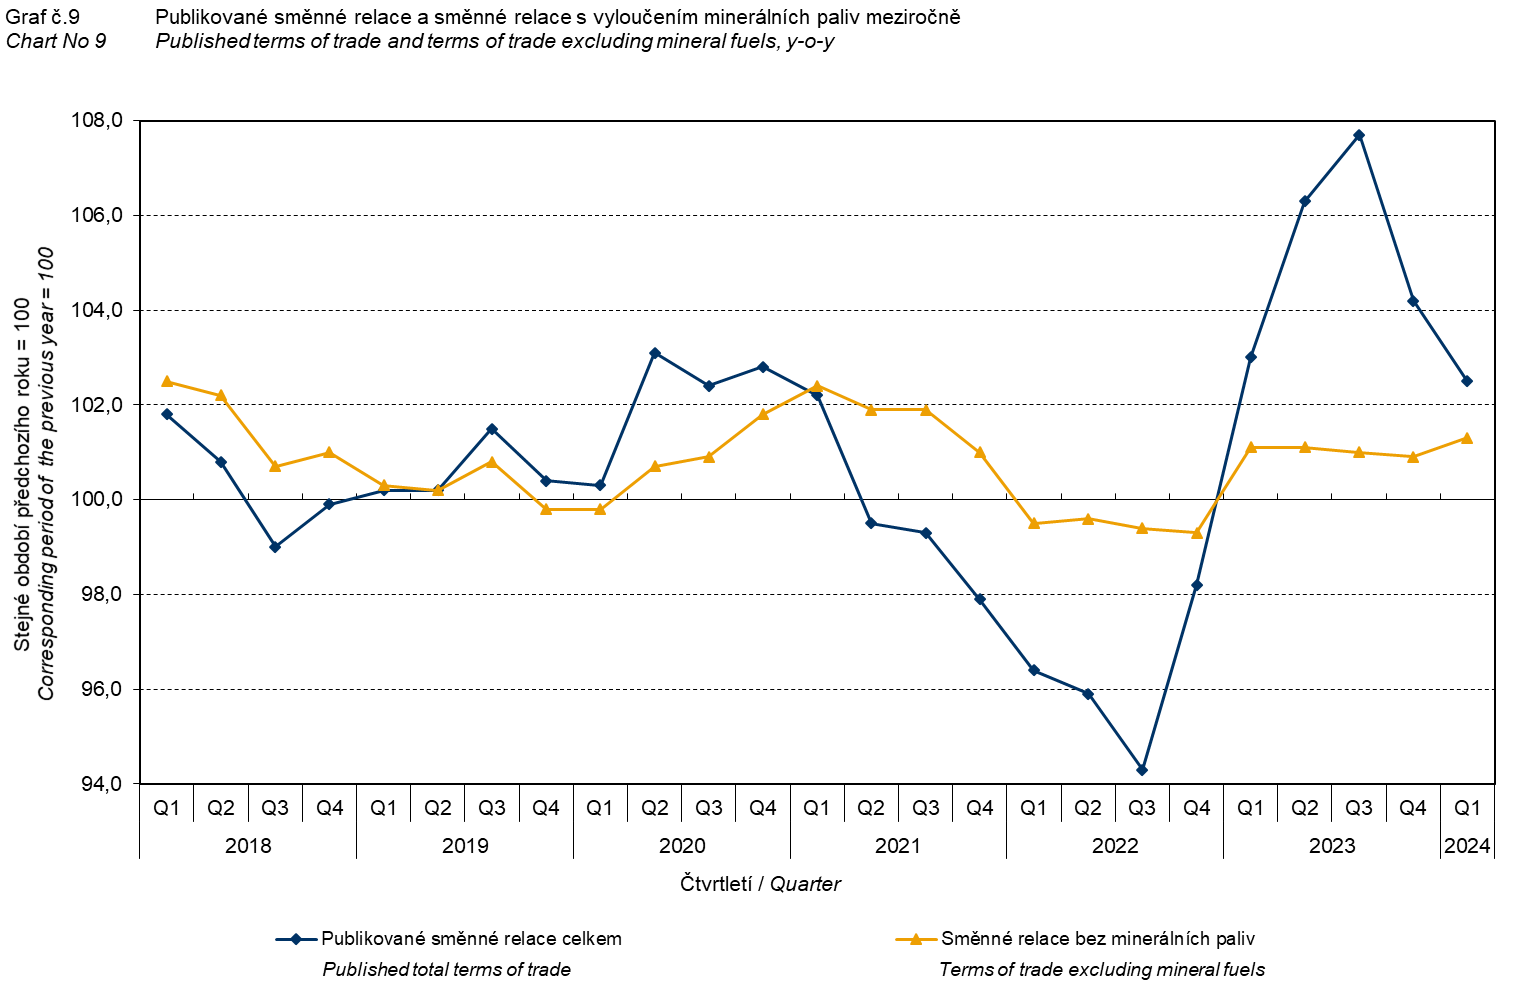 Graf č.9 Publikované směnné relace a směnné relace s vyloučením minerálních paliv meziročně
Chart No 9 Published terms of trade and terms of trade excluding mineral fuels, y-o-y
Stejné období předchozího roku = 100
Corresponding period of the previous year = 100
108,0
106,0
104,0
102,0
100,0
98,0
96,0
94,0
Q1 Q2 Q3 Q4 Q1 Q2 Q3 Q4 Q1 Q2 Q3 Q4 Q1 Q2 Q3 Q4 Q1 Q2 Q3 Q4 Q1 Q2 Q3 Q4 Q1
2018 2019 2020 2021 2022 2023 2024
Čtvrtletí / Quarter
Publikované směnné relace celkem Směnné relace bez minerálních paliv
Published total terms of trade Terms of trade excluding mineral fuels